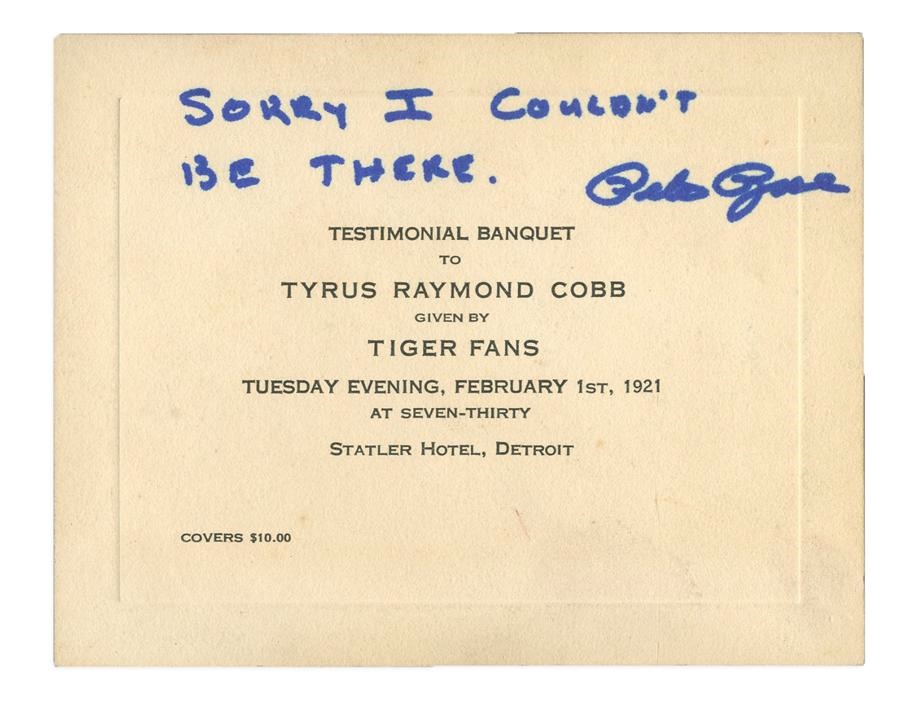 SORRY I COULDN'T
BE THERE. Pete Rose
TESTIMONIAL BANQUET
TO
TYRUS RAYMOND COBB
GIVEN BY
TIGER FANS
TUESDAY EVENING, FEBRUARY 1ST, 1921
AT SEVEN-THIRTY
STATLER HOTEL, DETROIT
COVERS $10.00